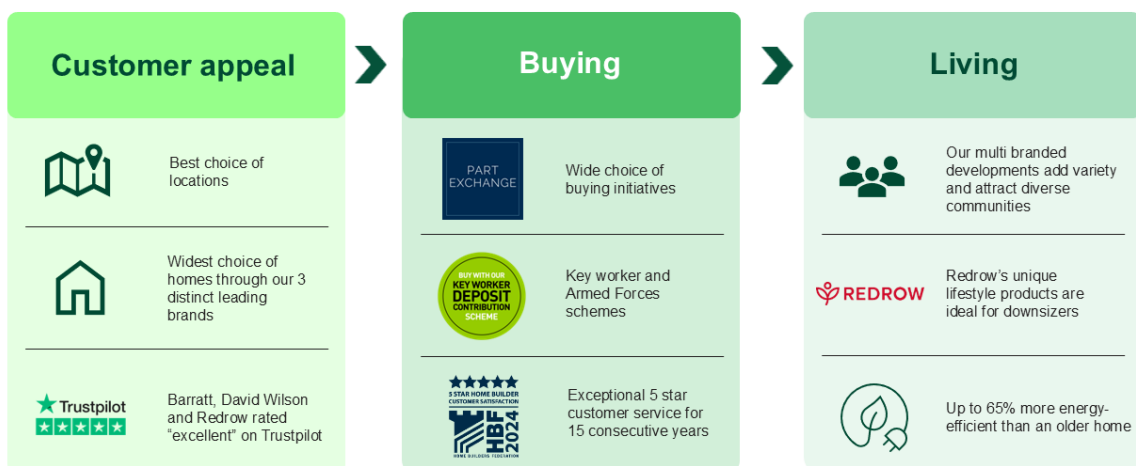 Customer appeal
Best choice of
locations
Widest choice of
homes through our 3
distinct leading
brands
Trustpilot
Barratt, David Wilson
and Redrow rated
“excellent” on Trustpilot
Buying
PART
EXCHANGE
Wide choice of
buying initiatives
BUY WITH OUR
KEY WORKER
DEPOSIT
CONTRIBUTION
SCHEME
Key worker and
Armed Forces
schemes
5 STAR HOME BUILDER
CUSTOMER SATISFACTION
HBF
2024
HOME BUILDERS FEDERATION
Exceptional 5 star
customer service for
15 consecutive years
Living
Our multi branded
developments add variety
and attract diverse
communities
REDROW
Redrow’s unique
lifestyle products are
ideal for downsizers
Up to 65% more energy-
efficient than an older home